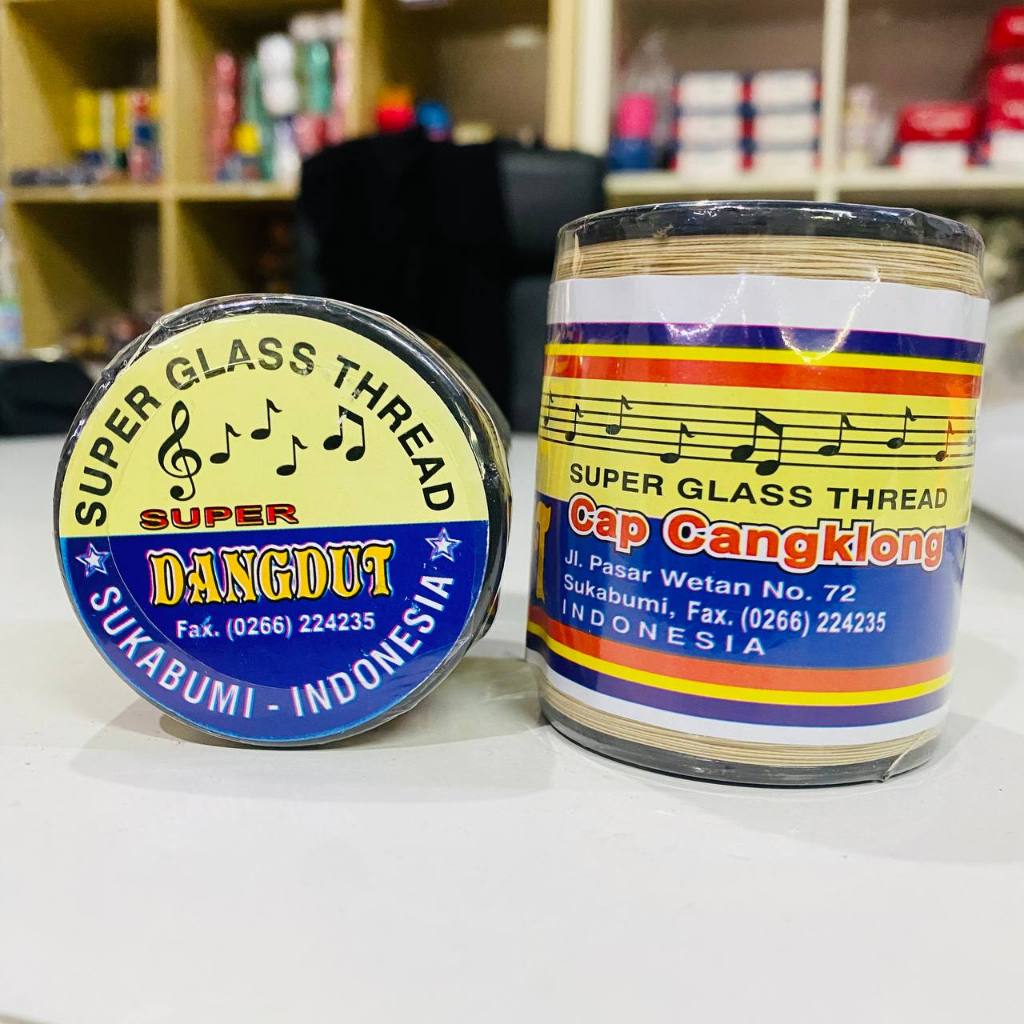 SUPER GLASS THREAD
SUPER
DANGDUT
Fax. (0266) 224235
SUKABUMI - INDONESIA
SUPER GLASS THREAD
Cap Cangklong
Jl. Pasar Wetan No. 72
Sukabumi, Fax. (0266) 224235
INDONESIA